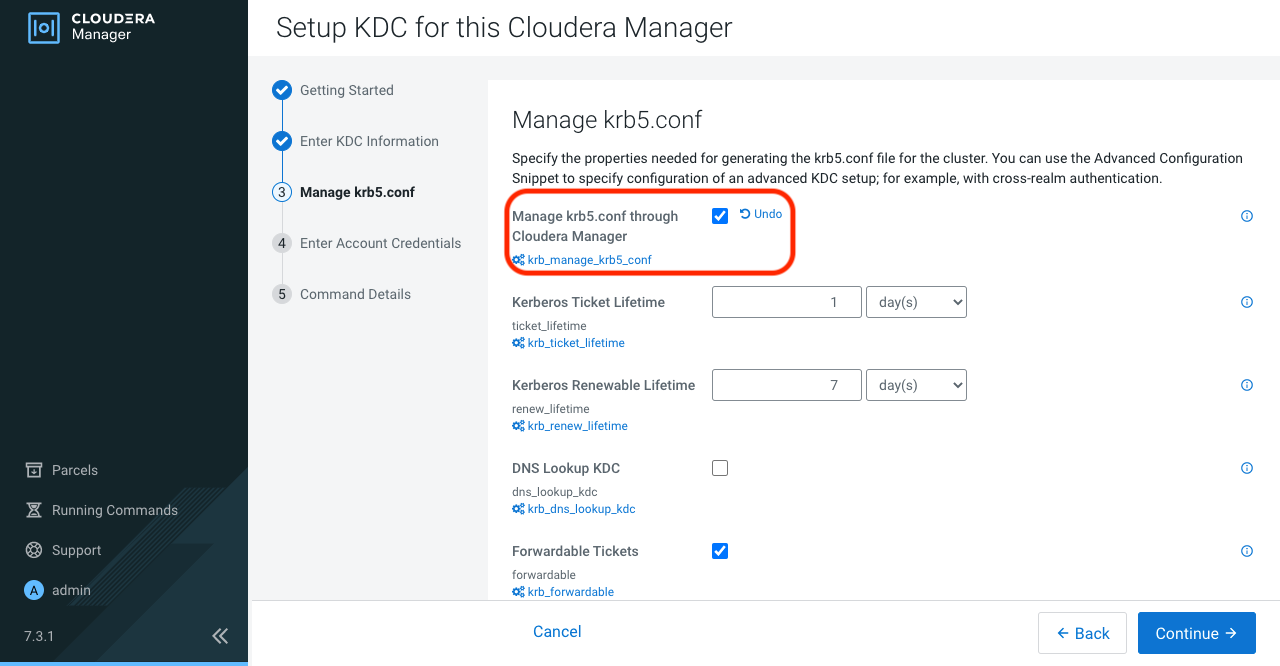 CLOUDERA
Manager
Setup KDC for this Cloudera Manager
Getting Started
Enter KDC Information
3 Manage krb5.conf
4 Enter Account Credentials
5 Command Details
Parcels
Running Commands
Support
A admin
7.3.1
Manage krb5.conf
Specify the properties needed for generating the krb5.conf file for the cluster. You can use the Advanced Configuration
Snippet to specify configuration of an advanced KDC setup; for example, with cross-realm authentication.
Manage krb5.conf through
Cloudera Manager
Undo
krb_manage_krb5_conf
Kerberos Ticket Lifetime
1 day(s)
ticket_lifetime
krb_ticket_lifetime
Kerberos Renewable Lifetime
7 day(s)
renew_lifetime
krb_renew_lifetime
DNS Lookup KDC
dns_lookup_kdc
krb_dns_lookup_kdc
Forwardable Tickets
forwardable
krb_forwardable
Cancel
Back
Continue